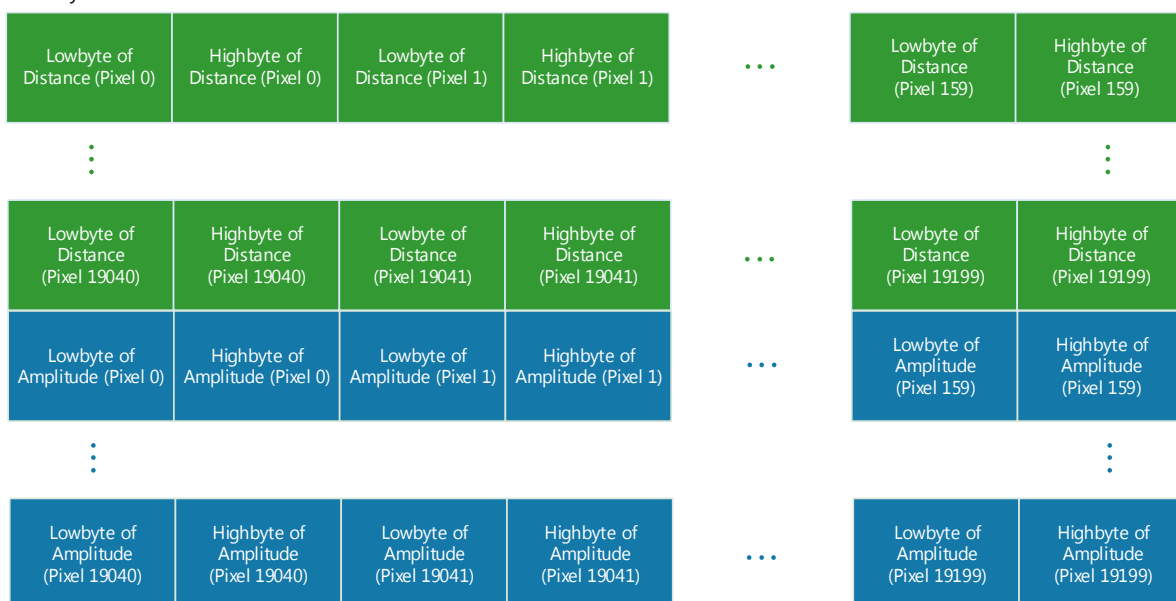 Lowbyte of
Distance (Pixel 0)
Highbyte of
Distance (Pixel 0)
Lowbyte of
Distance (Pixel 1)
Highbyte of
Distance (Pixel 1)
...
Lowbyte of
Distance
(Pixel 159)
Highbyte of
Distance
(Pixel 159)
Lowbyte of
Distance
(Pixel 19040)
Highbyte of
Distance
(Pixel 19040)
Lowbyte of
Distance
(Pixel 19041)
Highbyte of
Distance
(Pixel 19041)
...
Lowbyte of
Distance
(Pixel 19199)
Highbyte of
Distance
(Pixel 19199)
Lowbyte of
Amplitude (Pixel 0)
Highbyte of
Amplitude (Pixel 0)
Lowbyte of
Amplitude (Pixel 1)
Highbyte of
Amplitude (Pixel 1)
...
Lowbyte of
Amplitude
(Pixel 159)
Highbyte of
Amplitude
(Pixel 159)
Lowbyte of
Amplitude
(Pixel 19040)
Highbyte of
Amplitude
(Pixel 19040)
Lowbyte of
Amplitude
(Pixel 19041)
Highbyte of
Amplitude
(Pixel 19041)
...
Lowbyte of
Amplitude
(Pixel 19199)
Highbyte of
Amplitude
(Pixel 19199)